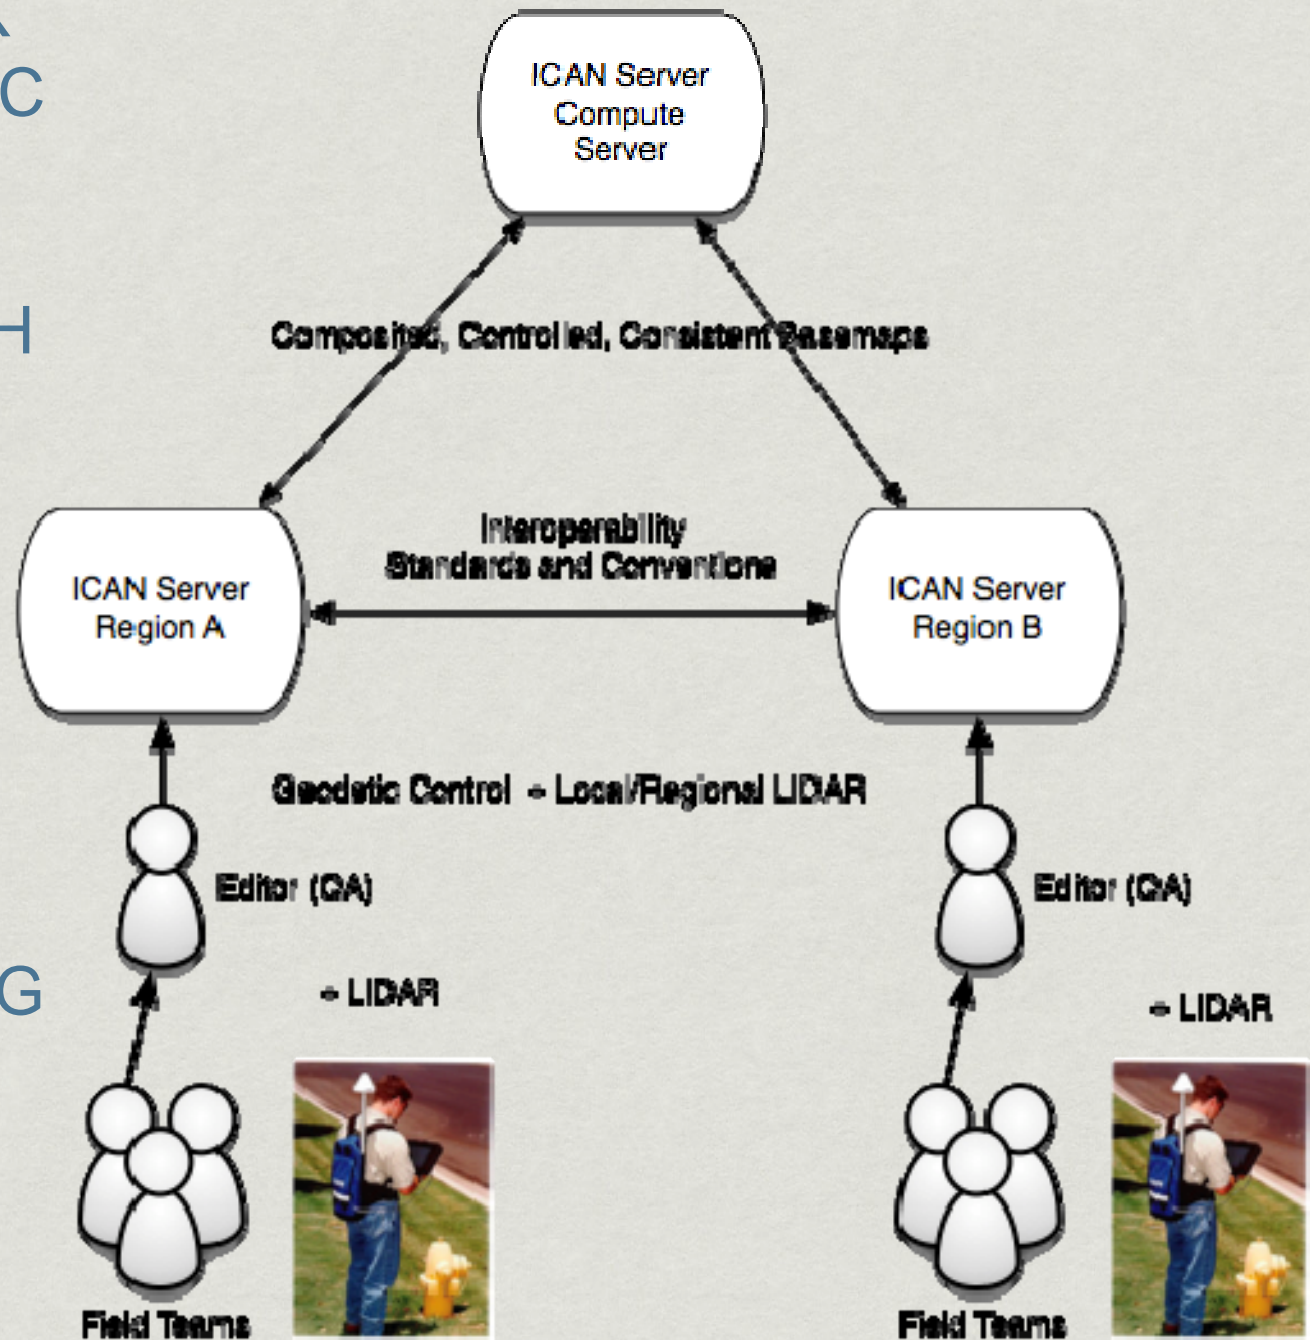 C
ICAN Server
Compute
Server
H
Composited, Controlled, Consistent Basemaps
Interoperability
Standards and Conventions
ICAN Server
Region A
ICAN Server
Region B
Geodetic Control + Local/Regional LIDAR
Editor (QA)
Editor (QA)
G
+ LIDAR
+ LIDAR
Field Teams
Field Teams